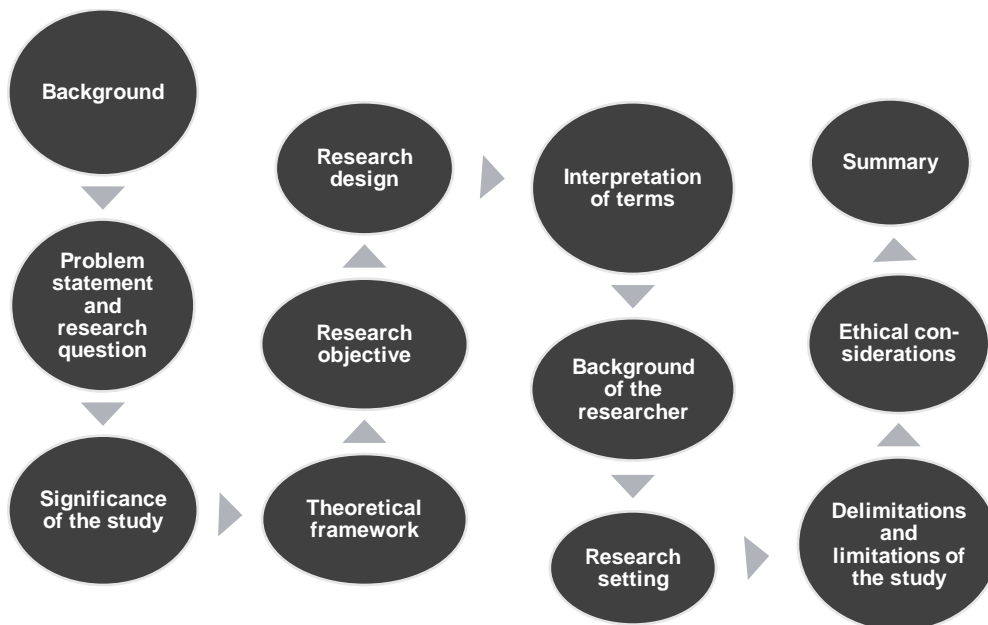 Background
Problem
statement
and
research
question
Significance
of the study
Theoretical
framework
Research
objective
Research
design
Interpretation
of terms
Background
of the
researcher
Research
setting
Delimitations
and
limitations of
the study
Ethical con-
siderations
Summary